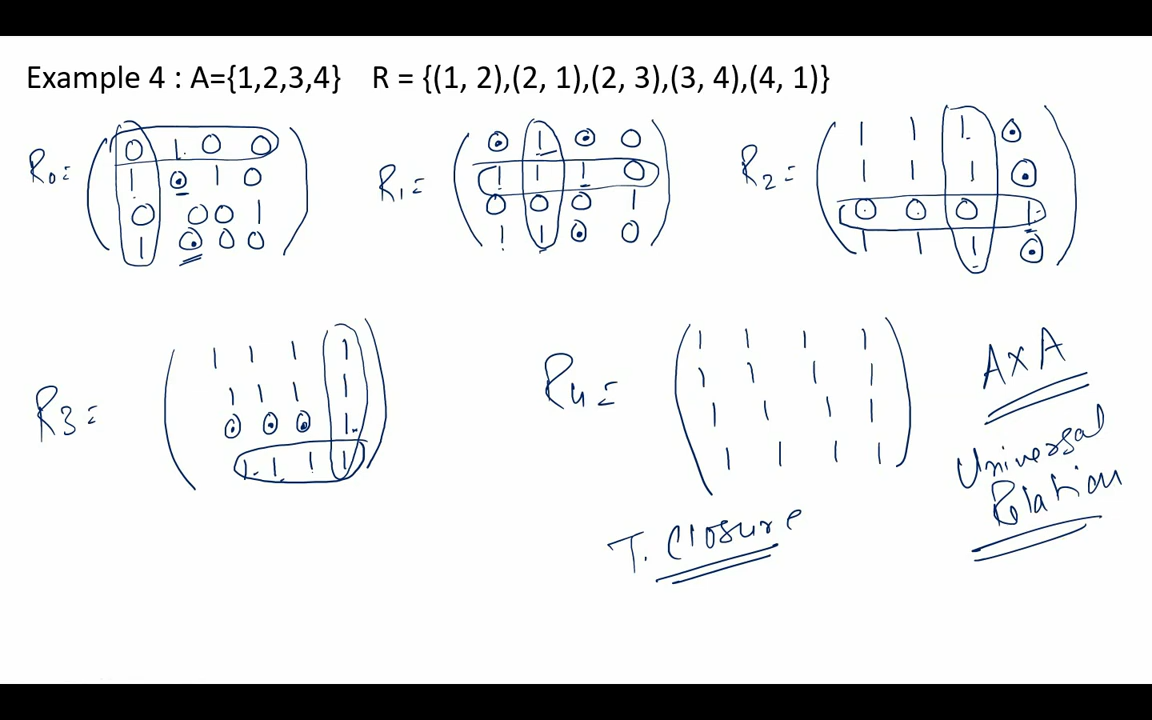 Example 4 : A={1,2,3,4} R = {(1, 2),(2, 1),(2, 3),(3, 4),(4, 1)}
R0=
0 1 0 0
1 0 1 0
0 0 0 1
1 0 0 0
R1=
0 1 0 0
1 1 1 0
0 0 0 1
1 1 0 0
R2=
1 1 1 0
1 1 1 0
0 0 0 1
1 1 1 0
R3=
1 1 1 1
1 1 1 1
0 0 0 1
1 1 1 1
R4=
1 1 1 1
1 1 1 1
1 1 1 1
1 1 1 1
A×A
Universal
Relation
T. Closure